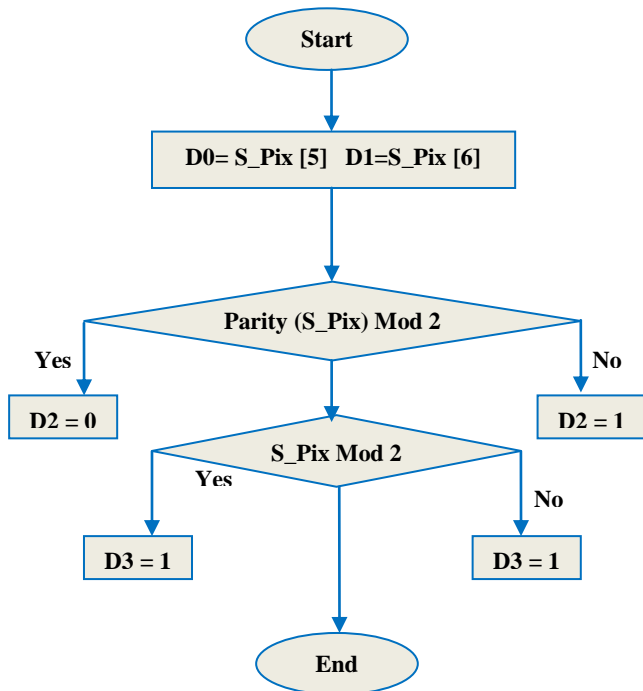 Start
D0= S_Pix [5] D1=S_Pix [6]
Parity (S_Pix) Mod 2
Yes
No
D2 = 0
D2 = 1
S_Pix Mod 2
Yes
No
D3 = 1
D3 = 1
End